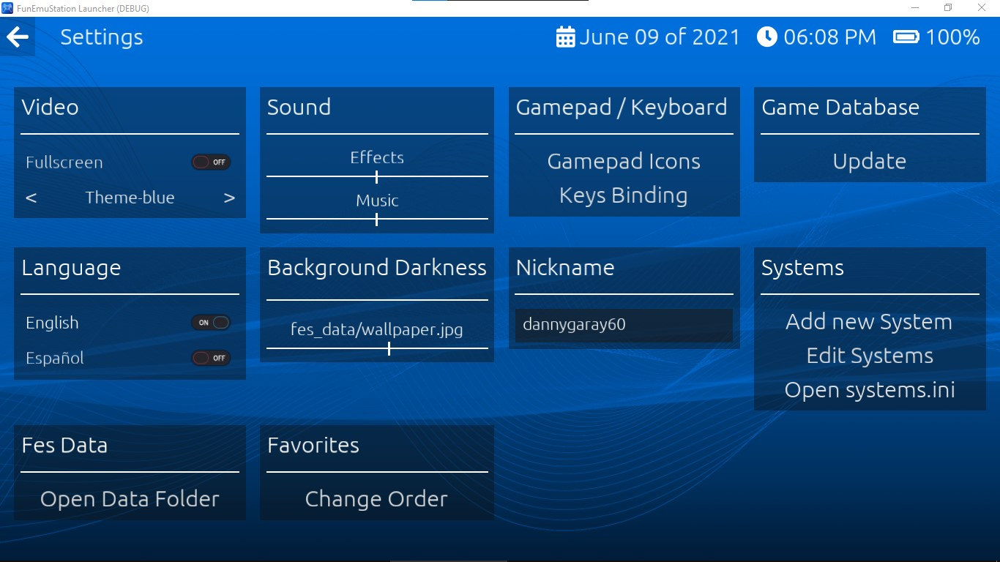 FunEmuStation Launcher (DEBUG)
Settings
June 09 of 2021
06:08 PM
100%
Video
Fullscreen
OFF
<
Theme-blue
>
Sound
Effects
Music
Gamepad / Keyboard
Gamepad Icons
Keys Binding
Game Database
Update
Language
English
ON
Español
OFF
Background Darkness
fes_data/wallpaper.jpg
Nickname
dannygaray60
Systems
Add new System
Edit Systems
Open systems.ini
Fes Data
Open Data Folder
Favorites
Change Order